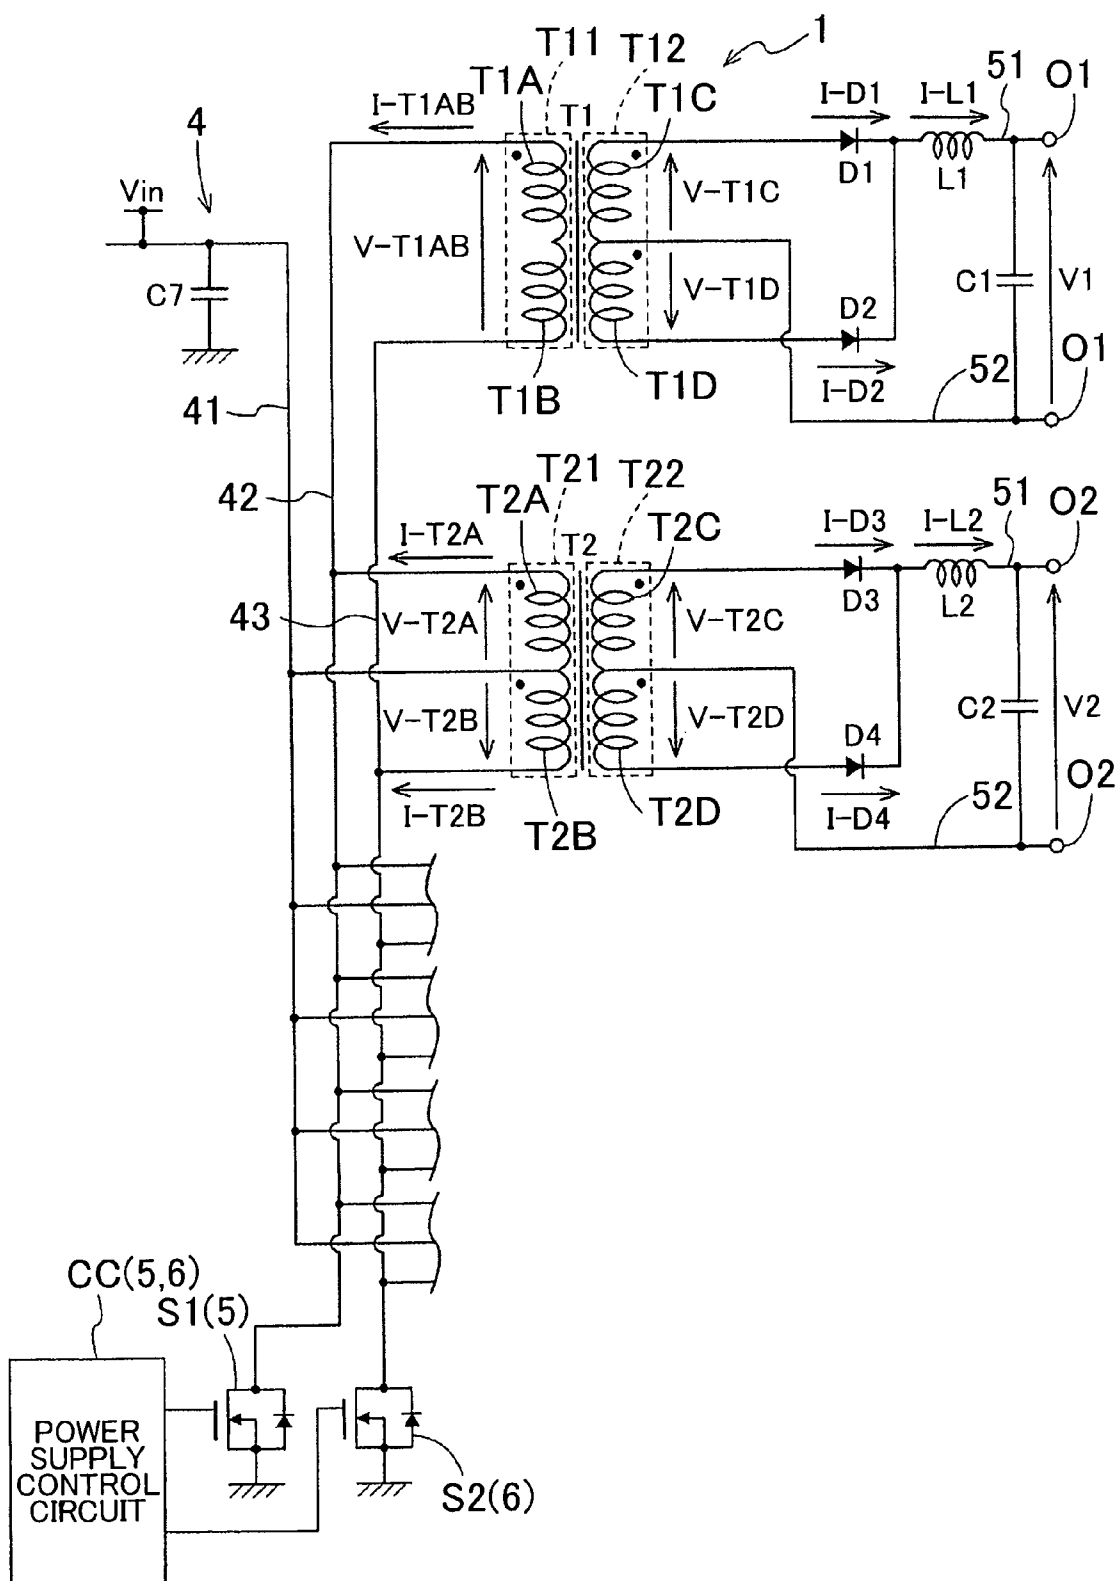 1
T11
T12
T1A
T1C
I-T1AB
T1
I-D1
I-L1
51
O1
4
Vin
D1
L1
V-T1C
V-T1AB
C7
V-T1D
C1
V1
D2
O1
T1B
T1D
I-D2
52
41
T21
T22
42
T2A
T2C
51
O2
I-T2A
T2
I-D3
I-L2
D3
L2
43
V-T2A
V-T2C
V-T2B
V-T2D
C2
V2
D4
O2
I-T2B
T2B
T2D
I-D4
52
CC(5,6)
S1(5)
POWER
SUPPLY
CONTROL
CIRCUIT
S2(6)